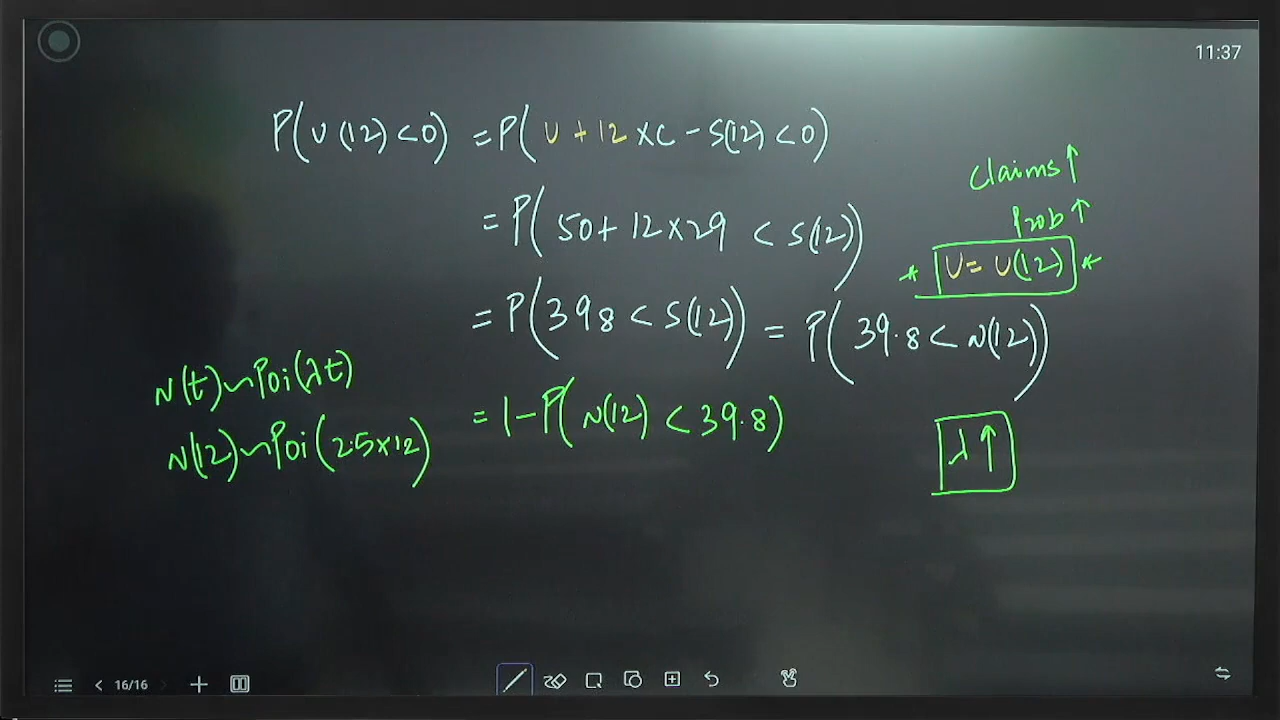 11:37
P(U(12)<0) = P(U+12×C-S(12)<0)
= P(50+12×29 < S(12))
= P(398 < S(12)) = P(39.8 < N(12))
= 1-P(N(12) < 39.8)
Claims↑
Prob↑
* U= U(12) *
λ↑
N(t)~Poi(λt)
N(12)~Poi(2.5×12)
16/16